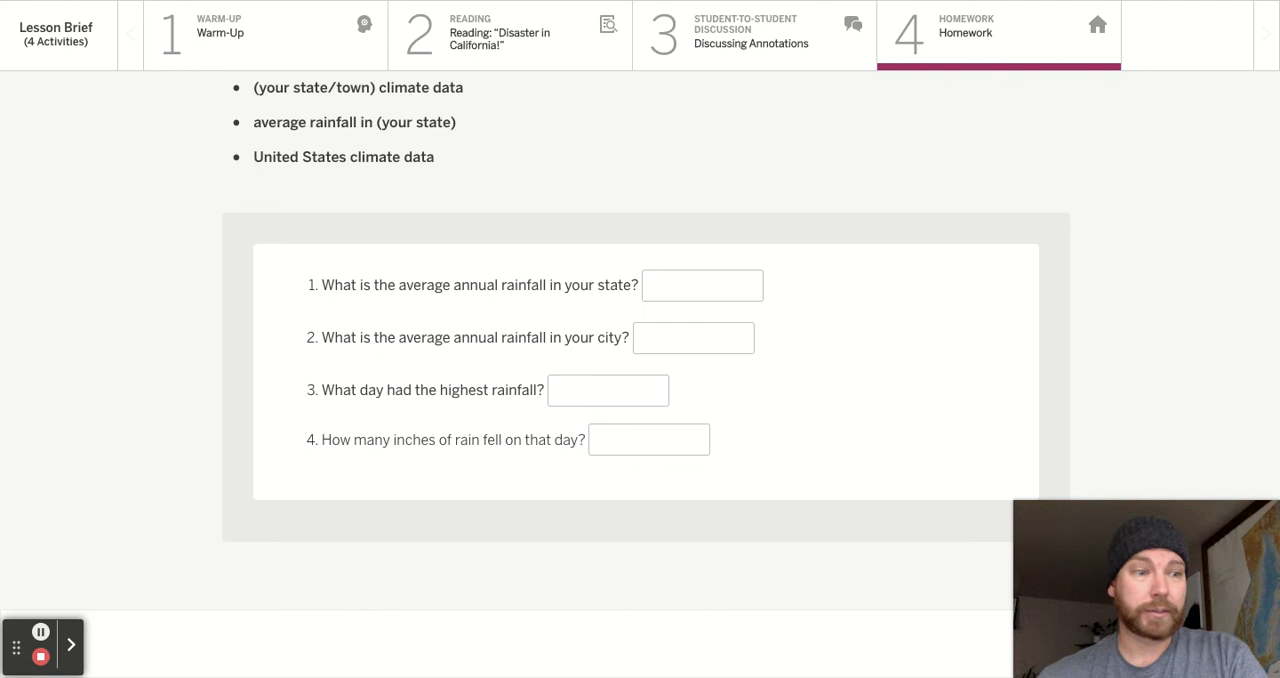 Lesson Brief
(4 Activities)
1
WARM-UP
Warm-Up
2
READING
Reading: “Disaster in
California!”
3
STUDENT-TO-STUDENT
DISCUSSION
Discussing Annotations
4
HOMEWORK
Homework
(your state/town) climate data
average rainfall in (your state)
United States climate data
1. What is the average annual rainfall in your state?
2. What is the average annual rainfall in your city?
3. What day had the highest rainfall?
4. How many inches of rain fell on that day?